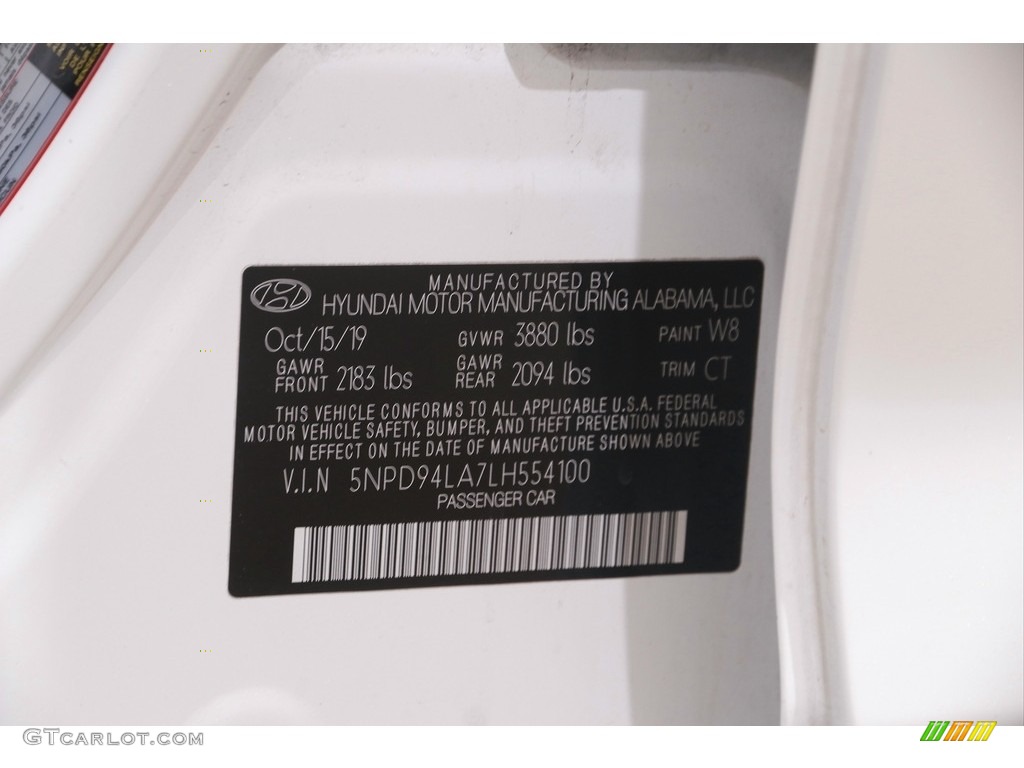 MANUFACTURED BY
HYUNDAI MOTOR MANUFACTURING ALABAMA, LLC
Oct/15/19 GVWR 3880 lbs PAINT W8
GAWR FRONT 2183 lbs GAWR REAR 2094 lbs TRIM CT
THIS VEHICLE CONFORMS TO ALL APPLICABLE U.S.A. FEDERAL
MOTOR VEHICLE SAFETY, BUMPER, AND THEFT PREVENTION STANDARDS
IN EFFECT ON THE DATE OF MANUFACTURE SHOWN ABOVE
V.I.N 5NPD94LA7LH554100
PASSENGER CAR
GTCARLOT.COM